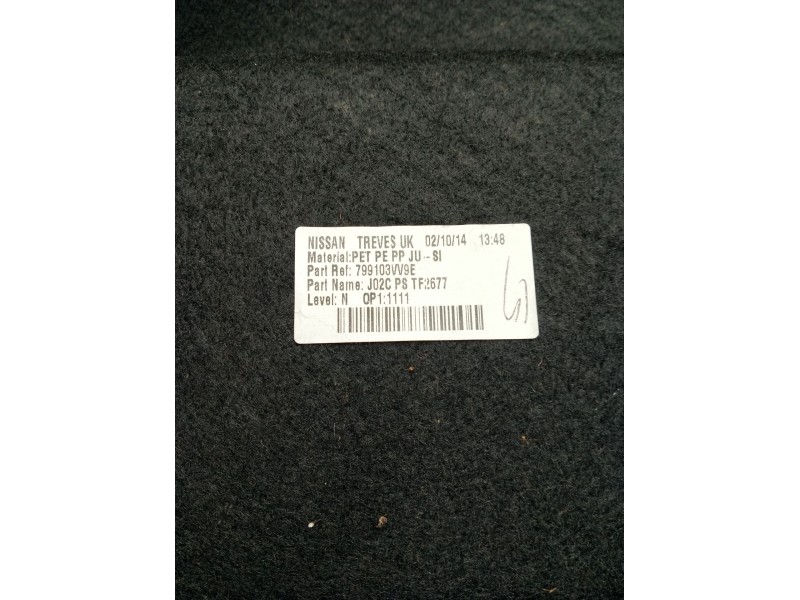 NISSAN TREVES UK 02/10/14 13:48
Material:PET PE PP JU--SI
Part Ref: 799103VV9E
Part Name: J02C PS TF2677
Level: N OP1:1111